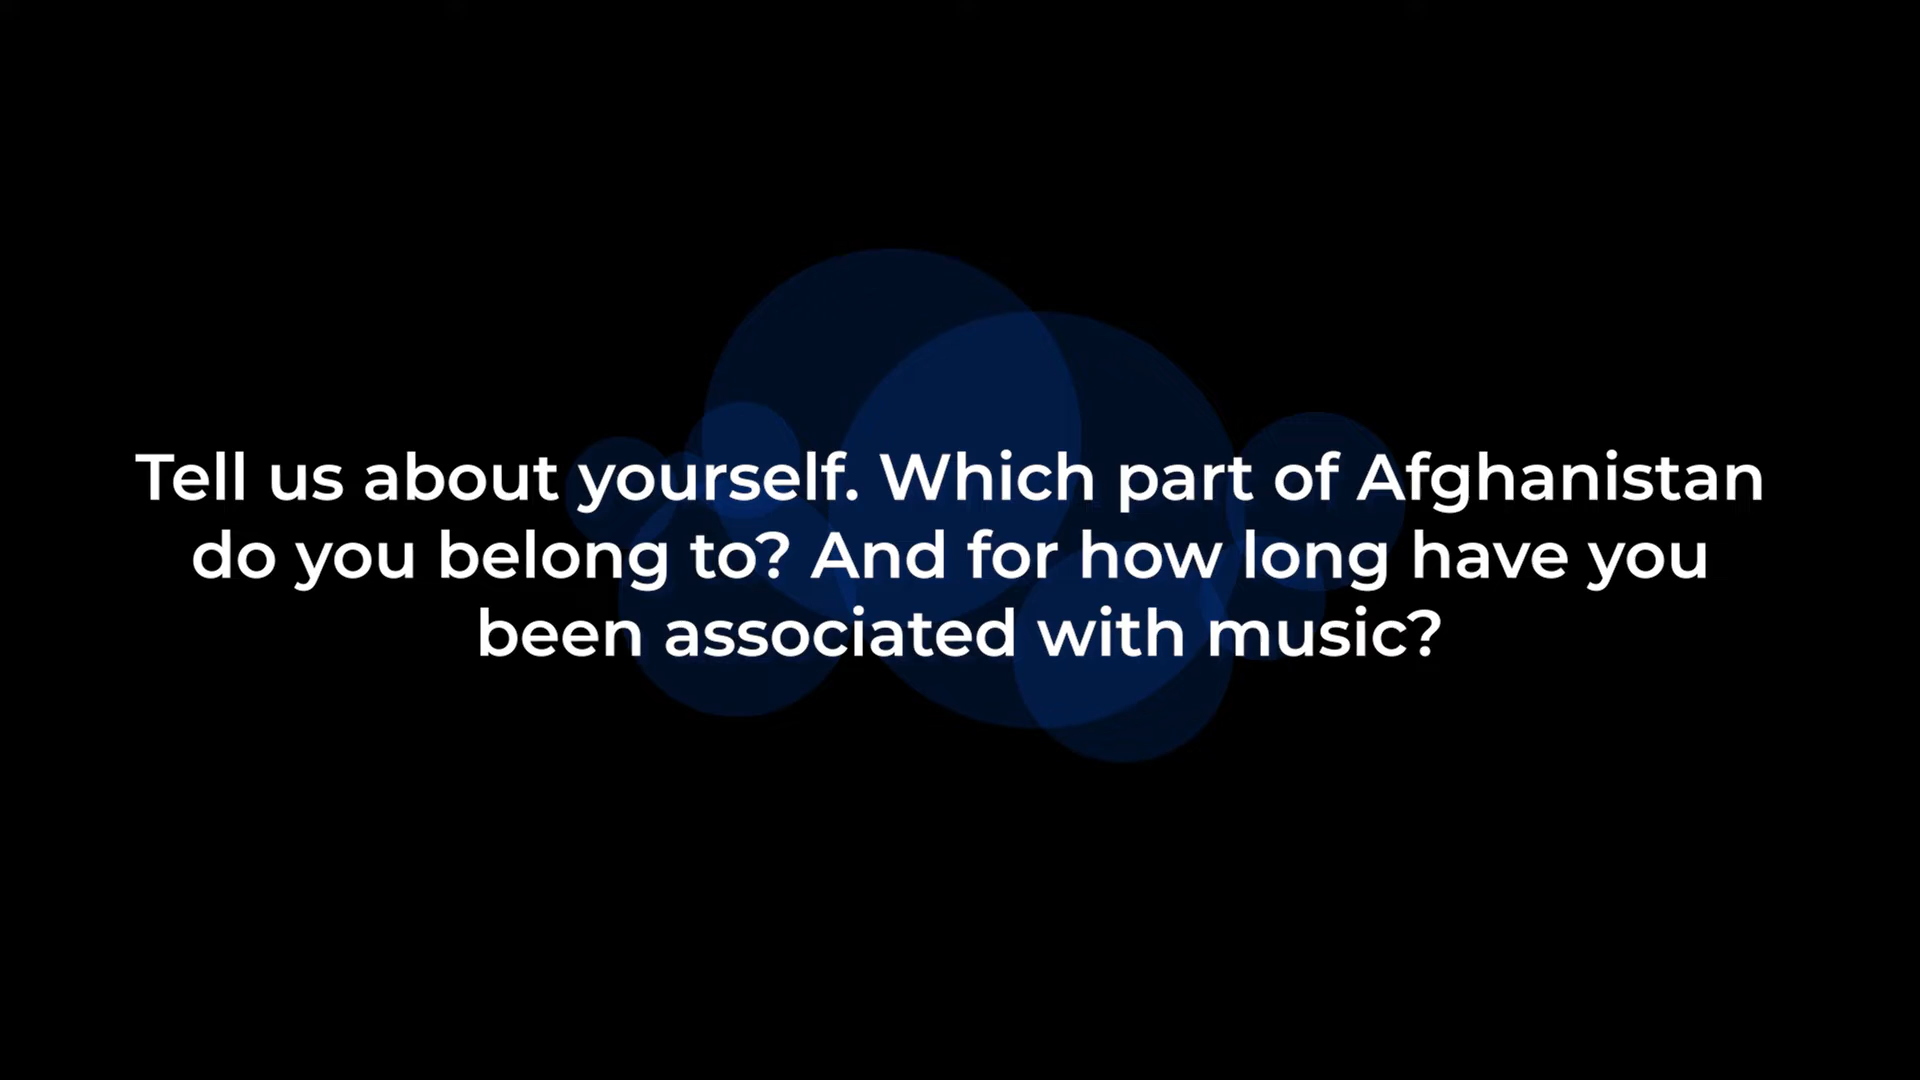 Tell us about yourself. Which part of Afghanistan
do you belong to? And for how long have you
been associated with music?